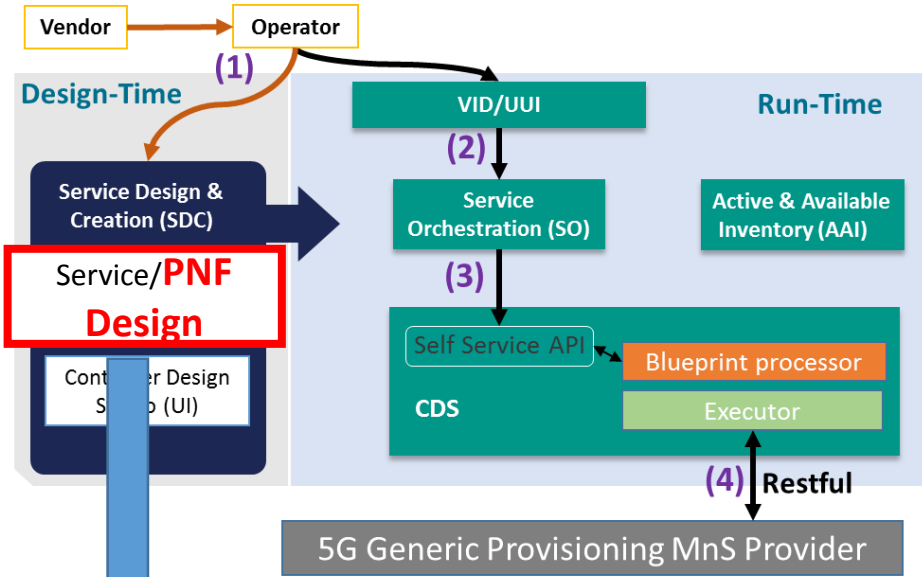 Vendor
Operator
(1)
Design-Time
Run-Time
VID/UUI
(2)
Service Design &
Creation (SDC)
Service
Orchestration (SO)
Active & Available
Inventory (AAI)
Service/PNF
Design
(3)
Self Service API
Blueprint processor
Design
(UI)
CDS
Executor
(4)
Restful
5G Generic Provisioning MnS Provider